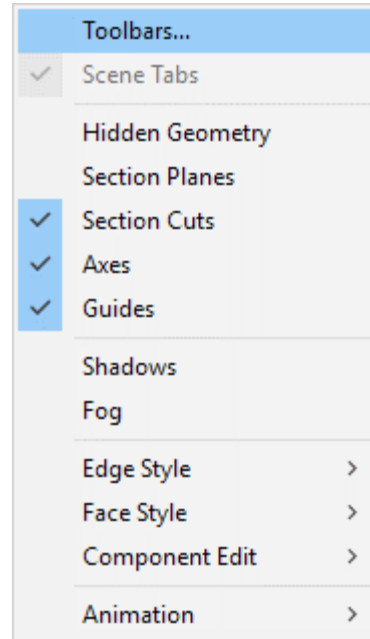 Toolbars...
Scene Tabs
Hidden Geometry
Section Planes
Section Cuts
Axes
Guides
Shadows
Fog
Edge Style
Face Style
Component Edit
Animation